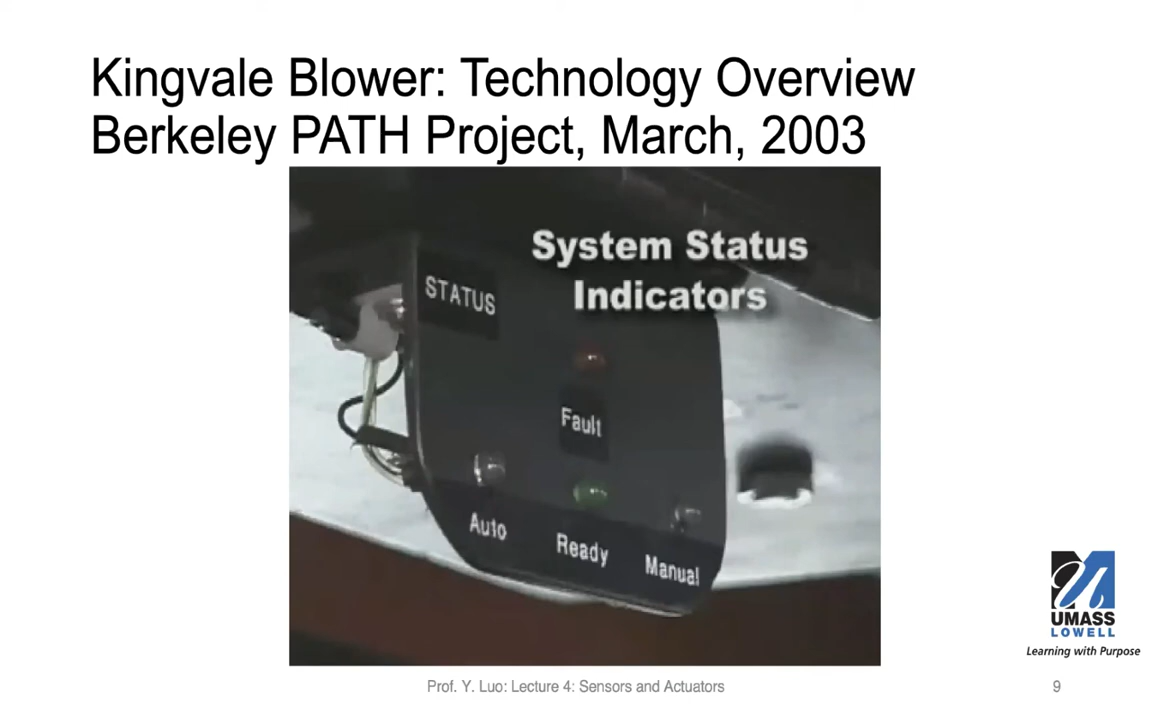 Kingvale Blower: Technology Overview
Berkeley PATH Project, March, 2003
System Status
Indicators
STATUS
Fault
Auto
Ready
Manual
UMASS
LOWELL
Learning with Purpose
Prof. Y. Luo: Lecture 4: Sensors and Actuators
9